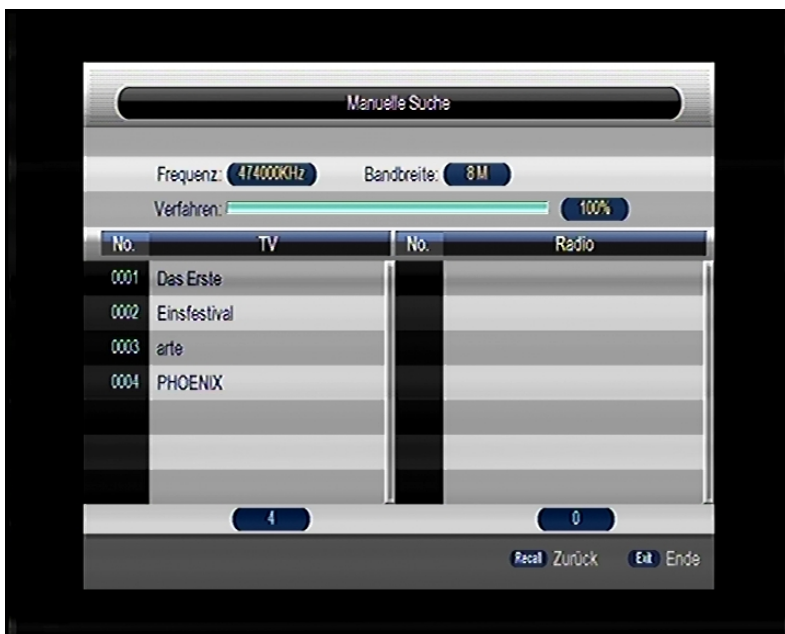 Manuelle Suche
Frequenz: 474000KHz Bandbreite: 8M
Verfahren: 100%
No. TV No. Radio
0001 Das Erste
0002 Einsfestival
0003 arte
0004 PHOENIX
4 0
Recall Zurück Exit Ende